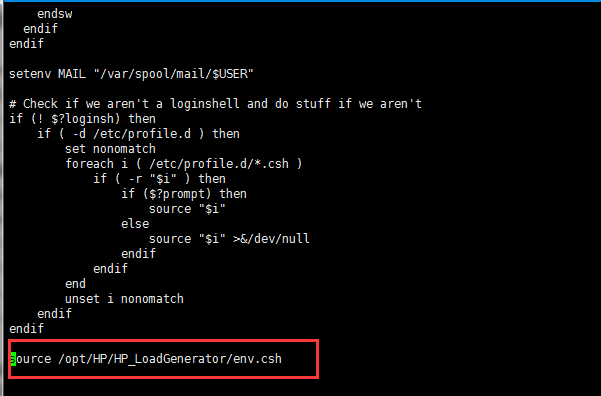 endsw
  endif
endif

setenv MAIL "/var/spool/mail/$USER"

# Check if we aren't a loginshell and do stuff if we aren't
if (! $?loginsh) then
    if ( -d /etc/profile.d ) then
        set nonomatch
        foreach i ( /etc/profile.d/*.csh )
            if ( -r "$i" ) then
                if ($?prompt) then
                    source "$i"
                else
                    source "$i" >&/dev/null
                endif
            endif
        end
        unset i nonomatch
    endif
endif

source /opt/HP/HP_LoadGenerator/env.csh